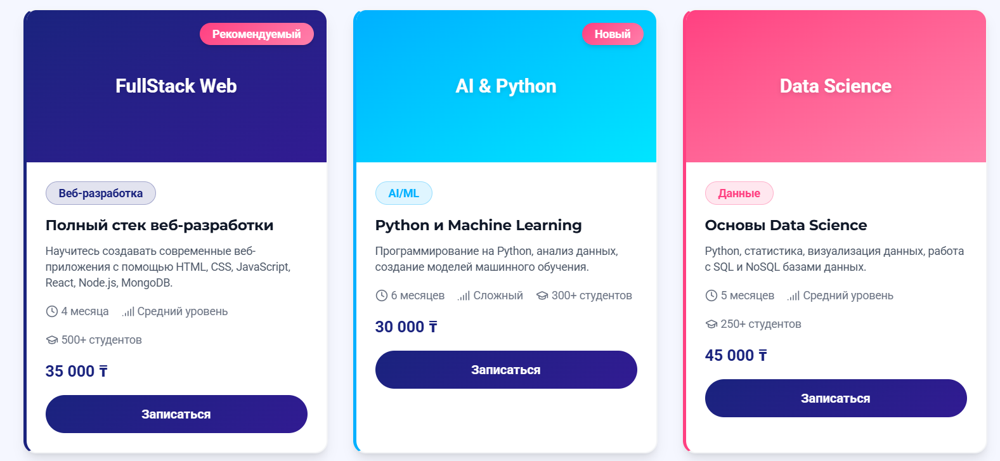 Рекомендуемый
FullStack Web
Веб-разработка
Полный стек веб-разработки
Научитесь создавать современные веб-
приложения с помощью HTML, CSS, JavaScript,
React, Node.js, MongoDB.
4 месяца Средний уровень
500+ студентов
35 000 ₸
Записаться
Новый
AI & Python
AI/ML
Python и Machine Learning
Программирование на Python, анализ данных,
создание моделей машинного обучения.
6 месяцев Сложный 300+ студентов
30 000 ₸
Записаться
Data Science
Данные
Основы Data Science
Python, статистика, визуализация данных, работа
с SQL и NoSQL базами данных.
5 месяцев Средний уровень
250+ студентов
45 000 ₸
Записаться